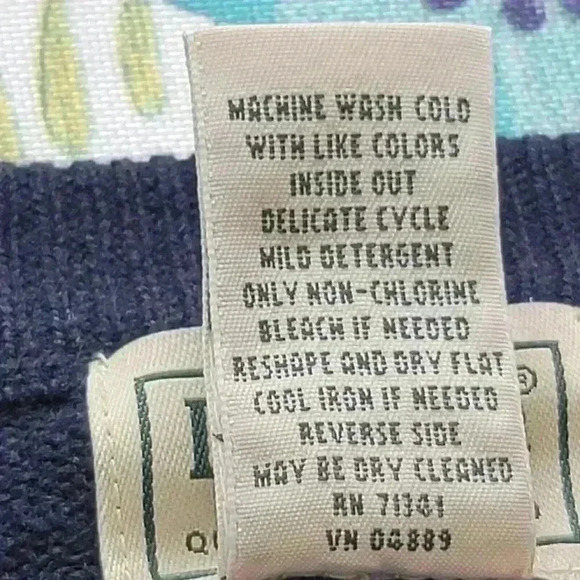 MACHINE WASH COLD
WITH LIKE COLORS
INSIDE OUT
DELICATE CYCLE
MILD DETERGENT
ONLY NON-CHLORINE
BLEACH IF NEEDED
RESHAPE AND DRY FLAT
COOL IRON IF NEEDED
REVERSE SIDE
MAY BE DRY CLEANED
RN 71341
VN 04889